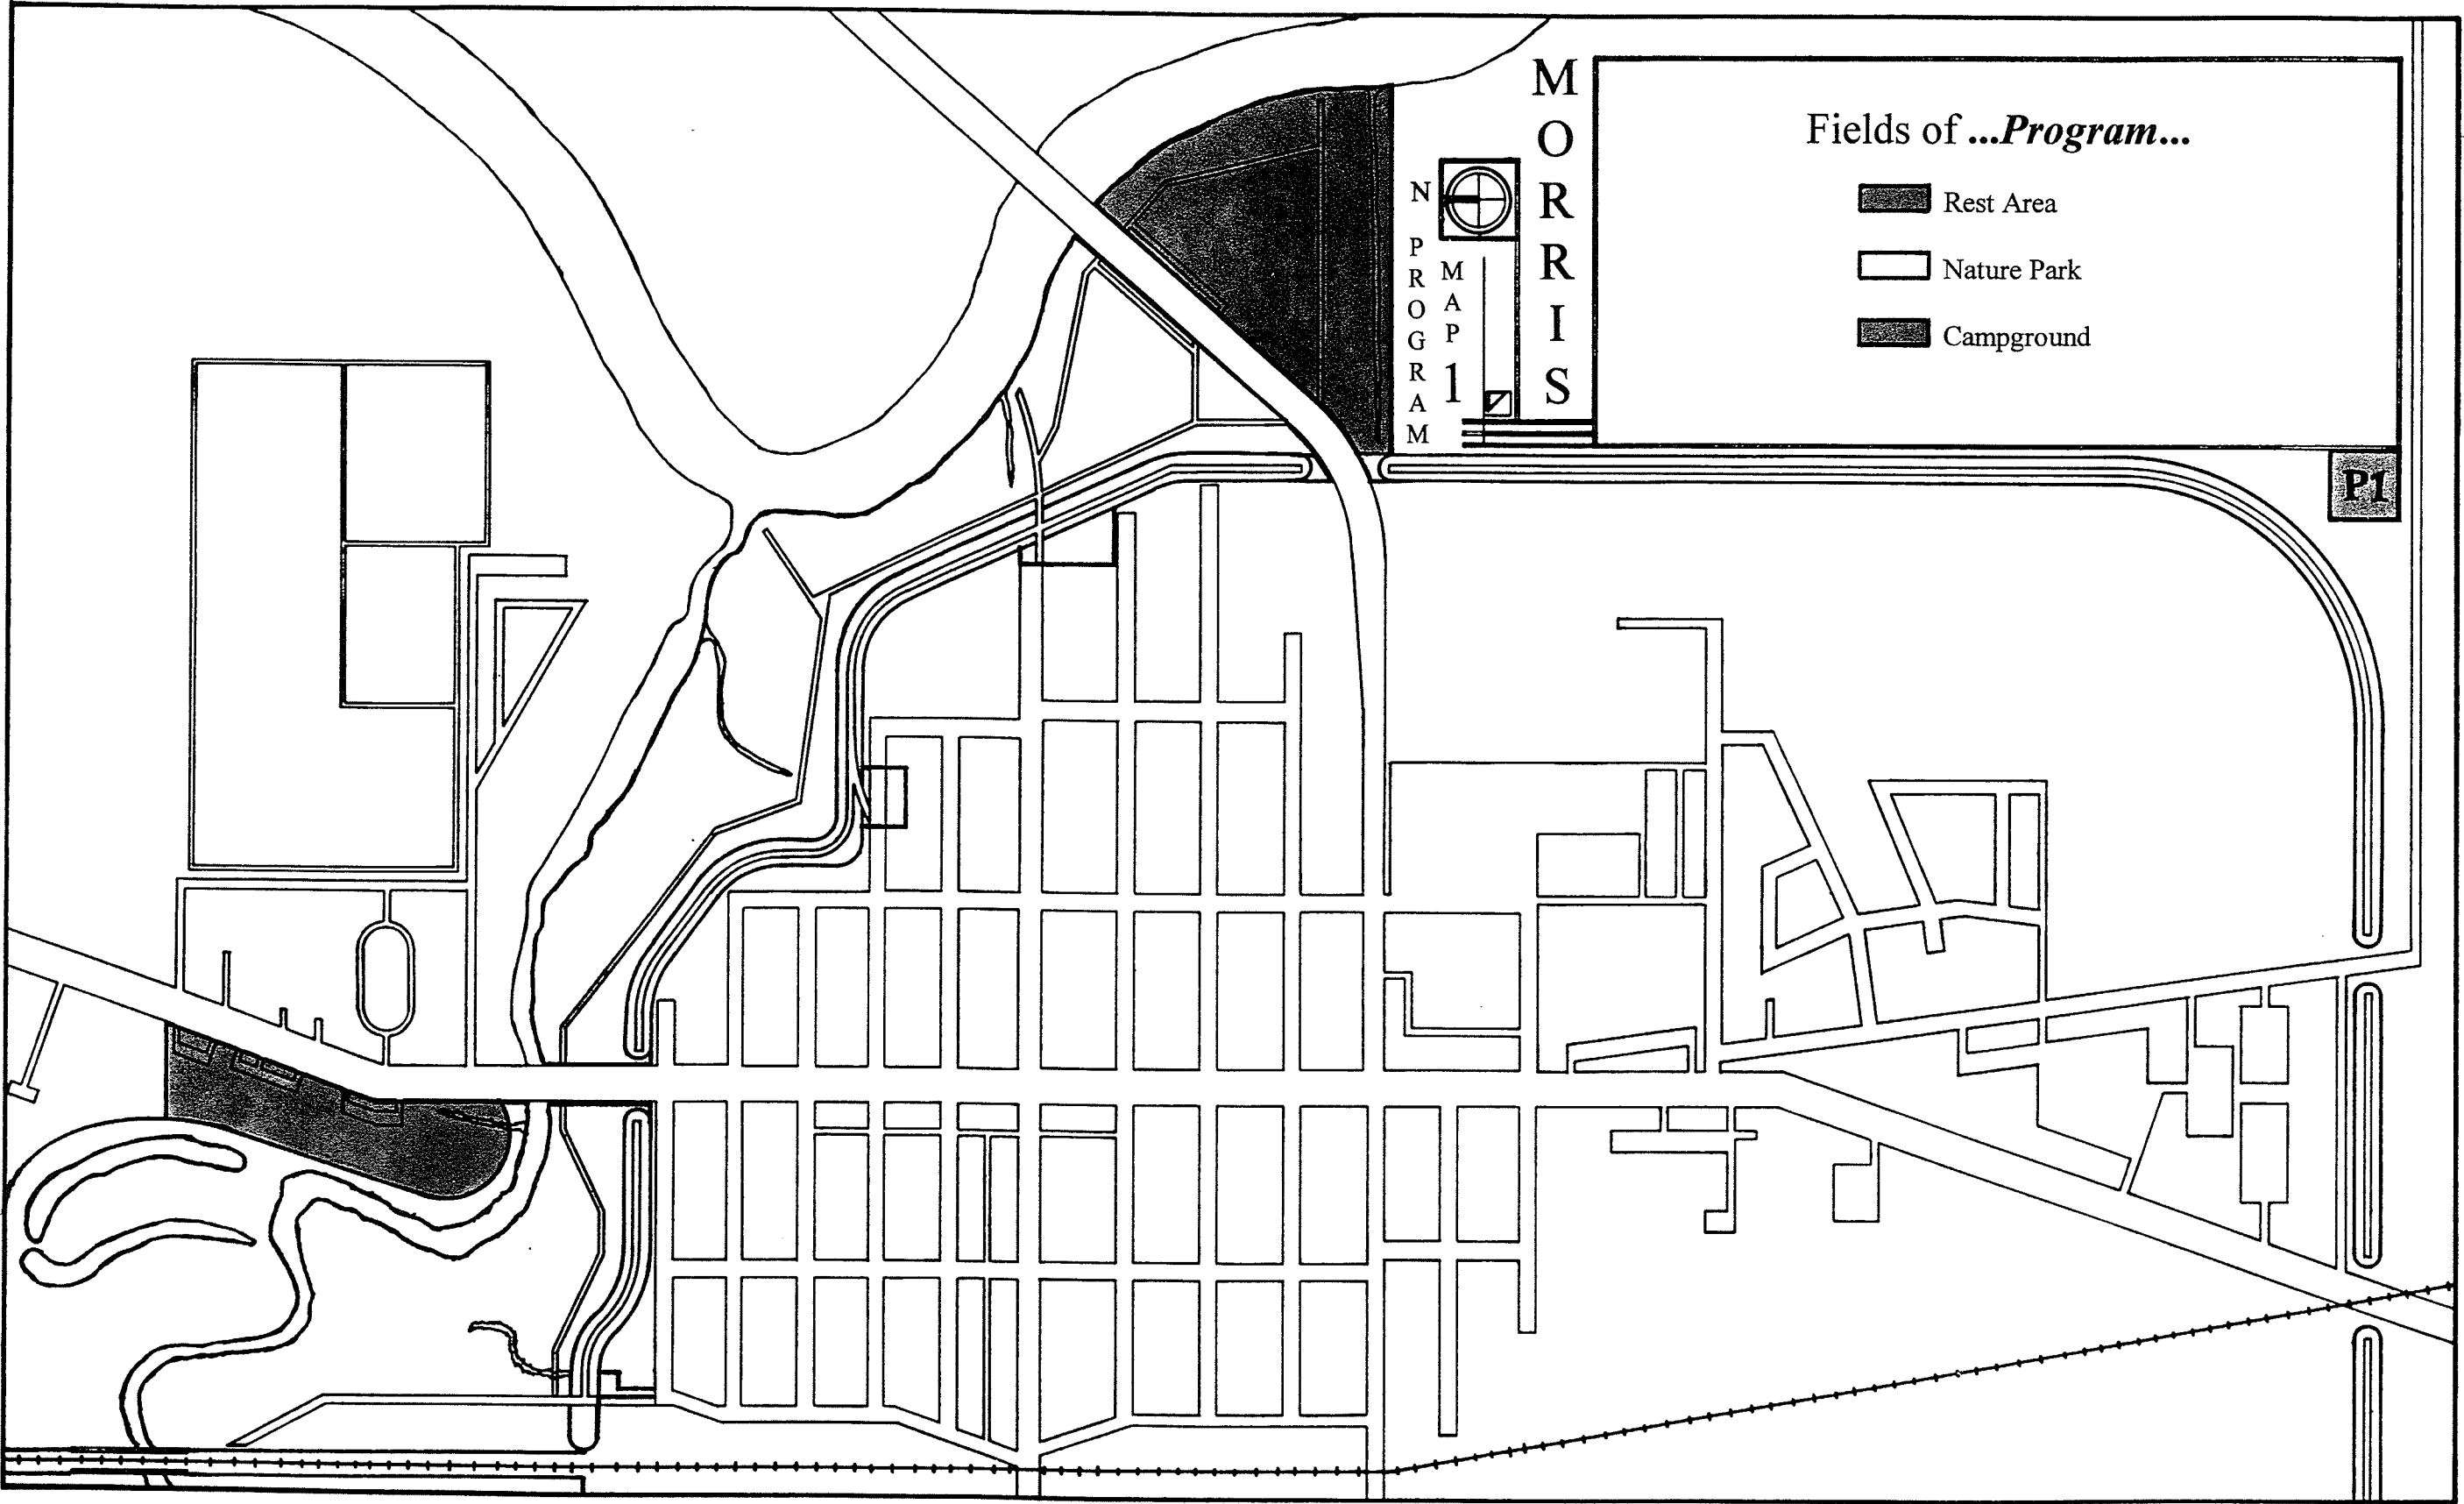 MORRIS
N
PROGRAM
MAP
1
Fields of ...Program...
Rest Area
Nature Park
Campground
P1